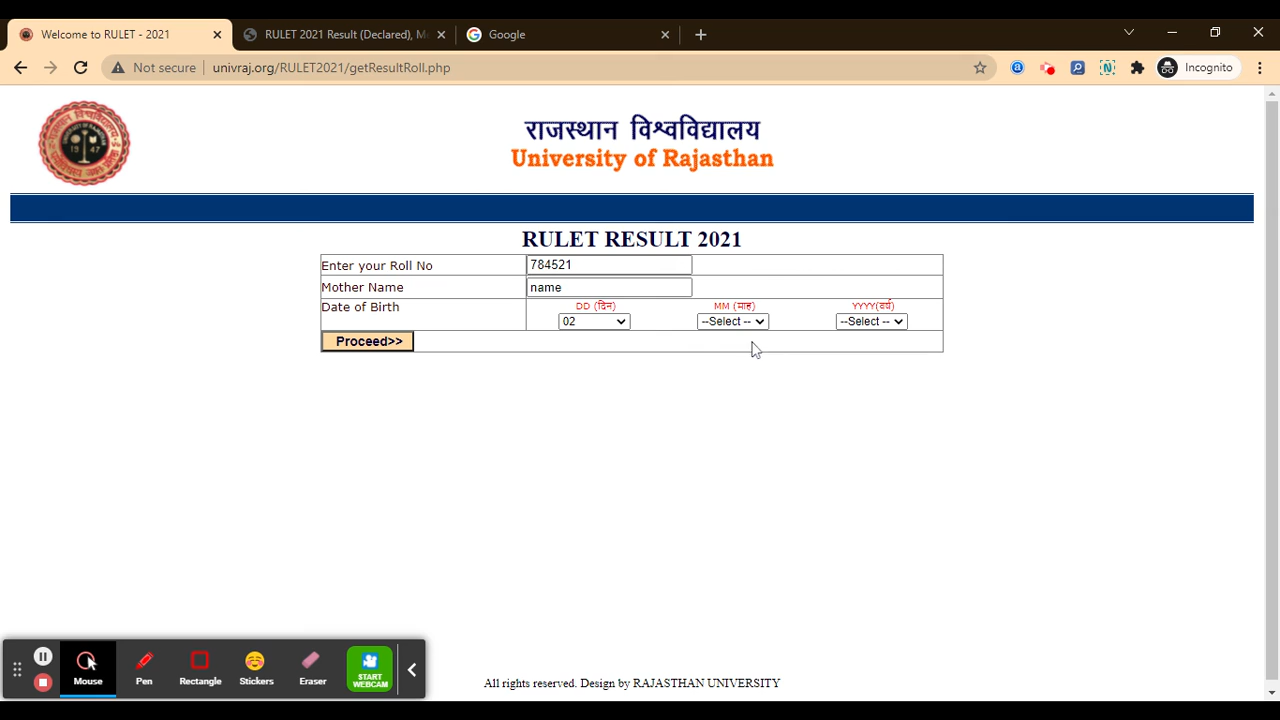 Welcome to RULET - 2021
RULET 2021 Result (Declared), M
Google
Not secure
univraj.org/RULET2021/getResultRoll.php
Incognito
राजस्थान विश्वविद्यालय
University of Rajasthan
RULET RESULT 2021
Enter your Roll No 784521
Mother Name name
Date of Birth
DD (दिन) MM (माह) YYYY(वर्ष)
02 --Select -- --Select --
Proceed>>
Mouse Pen Rectangle Stickers Eraser START WEBCAM
All rights reserved. Design by RAJASTHAN UNIVERSITY